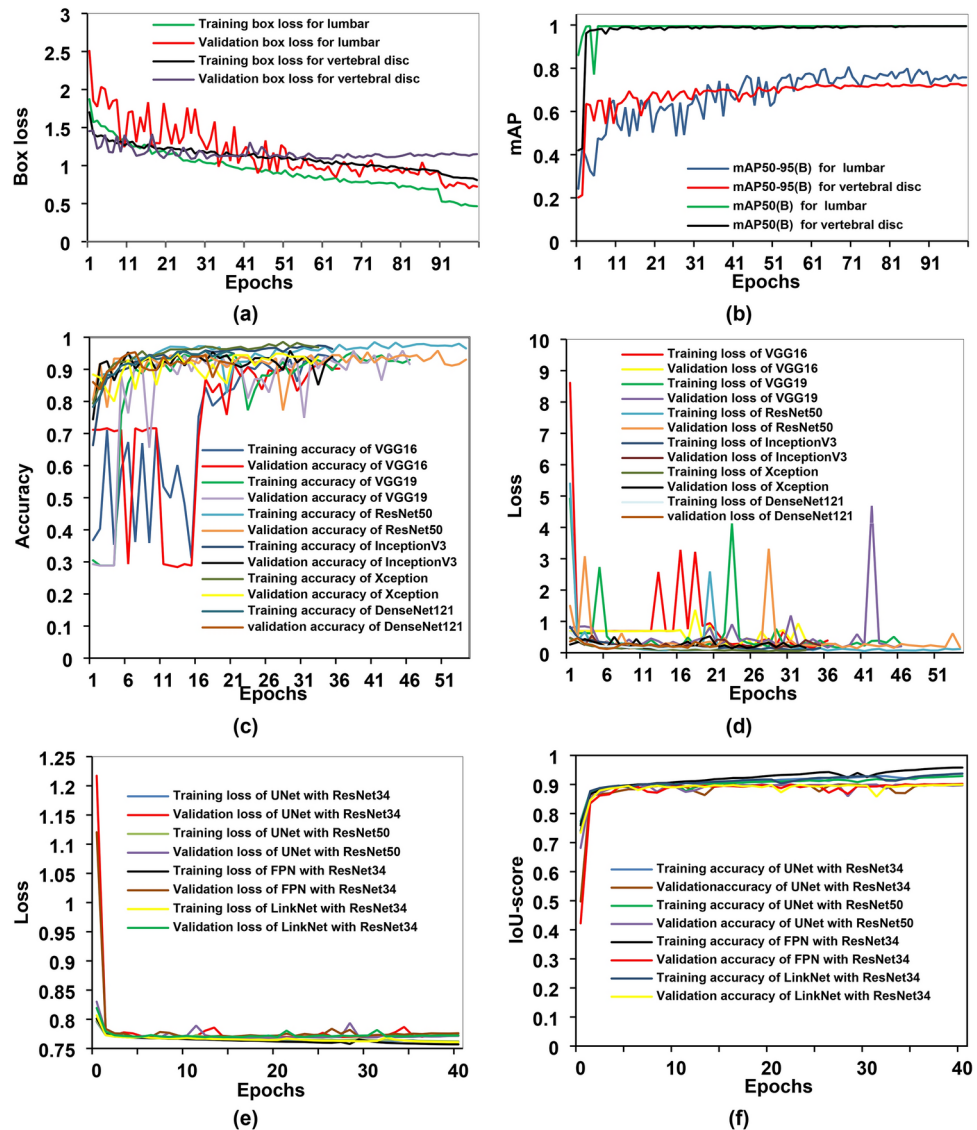 Training box loss for lumbar
Validation box loss for lumbar
Training box loss for vertebral disc
Validation box loss for vertebral disc
3
2.5
2
1.5
1
0.5
0
Box loss
1 11 21 31 41 51 61 71 81 91
Epochs
(a)
1
0.8
0.6
0.4
0.2
0
mAP
mAP50-95(B) for lumbar
mAP50-95(B) for vertebral disc
mAP50(B) for lumbar
mAP50(B) for vertebral disc
1 11 21 31 41 51 61 71 81 91
Epochs
(b)
1
0.9
0.8
0.7
0.6
0.5
0.4
0.3
0.2
0.1
0
Accuracy
Training accuracy of VGG16
Validation accuracy of VGG16
Training accuracy of VGG19
Validation accuracy of VGG19
Training accuracy of ResNet50
Validation accuracy of ResNet50
Training accuracy of InceptionV3
Validation accuracy of InceptionV3
Training accuracy of Xception
Validation accuracy of Xception
Training accuracy of DenseNet121
validation accuracy of DenseNet121
1 6 11 16 21 26 31 36 41 46 51
Epochs
(c)
10
9
8
7
6
5
4
3
2
1
0
Loss
Training loss of VGG16
Validation loss of VGG16
Training loss of VGG19
Validation loss of VGG19
Training loss of ResNet50
Validation loss of ResNet50
Training loss of InceptionV3
Validation loss of InceptionV3
Training loss of Xception
Validation loss of Xception
Training loss of DenseNet121
validation loss of DenseNet121
1 6 11 16 21 26 31 36 41 46 51
Epochs
(d)
1.25
1.2
1.15
1.1
1.05
1
0.95
0.9
0.85
0.8
0.75
Loss
Training loss of UNet with ResNet34
Validation loss of UNet with ResNet34
Training loss of UNet with ResNet50
Validation loss of UNet with ResNet50
Training loss of FPN with ResNet34
Validation loss of FPN with ResNet34
Training loss of LinkNet with ResNet34
Validation loss of LinkNet with ResNet34
0 10 20 30 40
Epochs
(e)
1
0.9
0.8
0.7
0.6
0.5
0.4
0.3
0.2
0.1
0
IoU-score
Training accuracy of UNet with ResNet34
Validationaccuracy of UNet with ResNet34
Training accuracy of UNet with ResNet50
Validation accuracy of UNet with ResNet50
Training accuracy of FPN with ResNet34
Validation accuracy of FPN with ResNet34
Training accuracy of LinkNet with ResNet34
Validation accuracy of LinkNet with ResNet34
0 10 20 30 40
Epochs
(f)